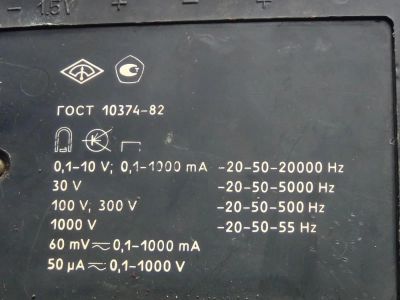 – 1.5V + – +
ГОСТ 10374-82
0,1–10 V; 0,1–1000 mA –20–50–20000 Hz
30 V –20–50–5000 Hz
100 V; 300 V –20–50–500 Hz
1000 V –20–50–55 Hz
60 mV ≂ 0,1–1000 mA
50 µA ≂ 0,1–1000 V